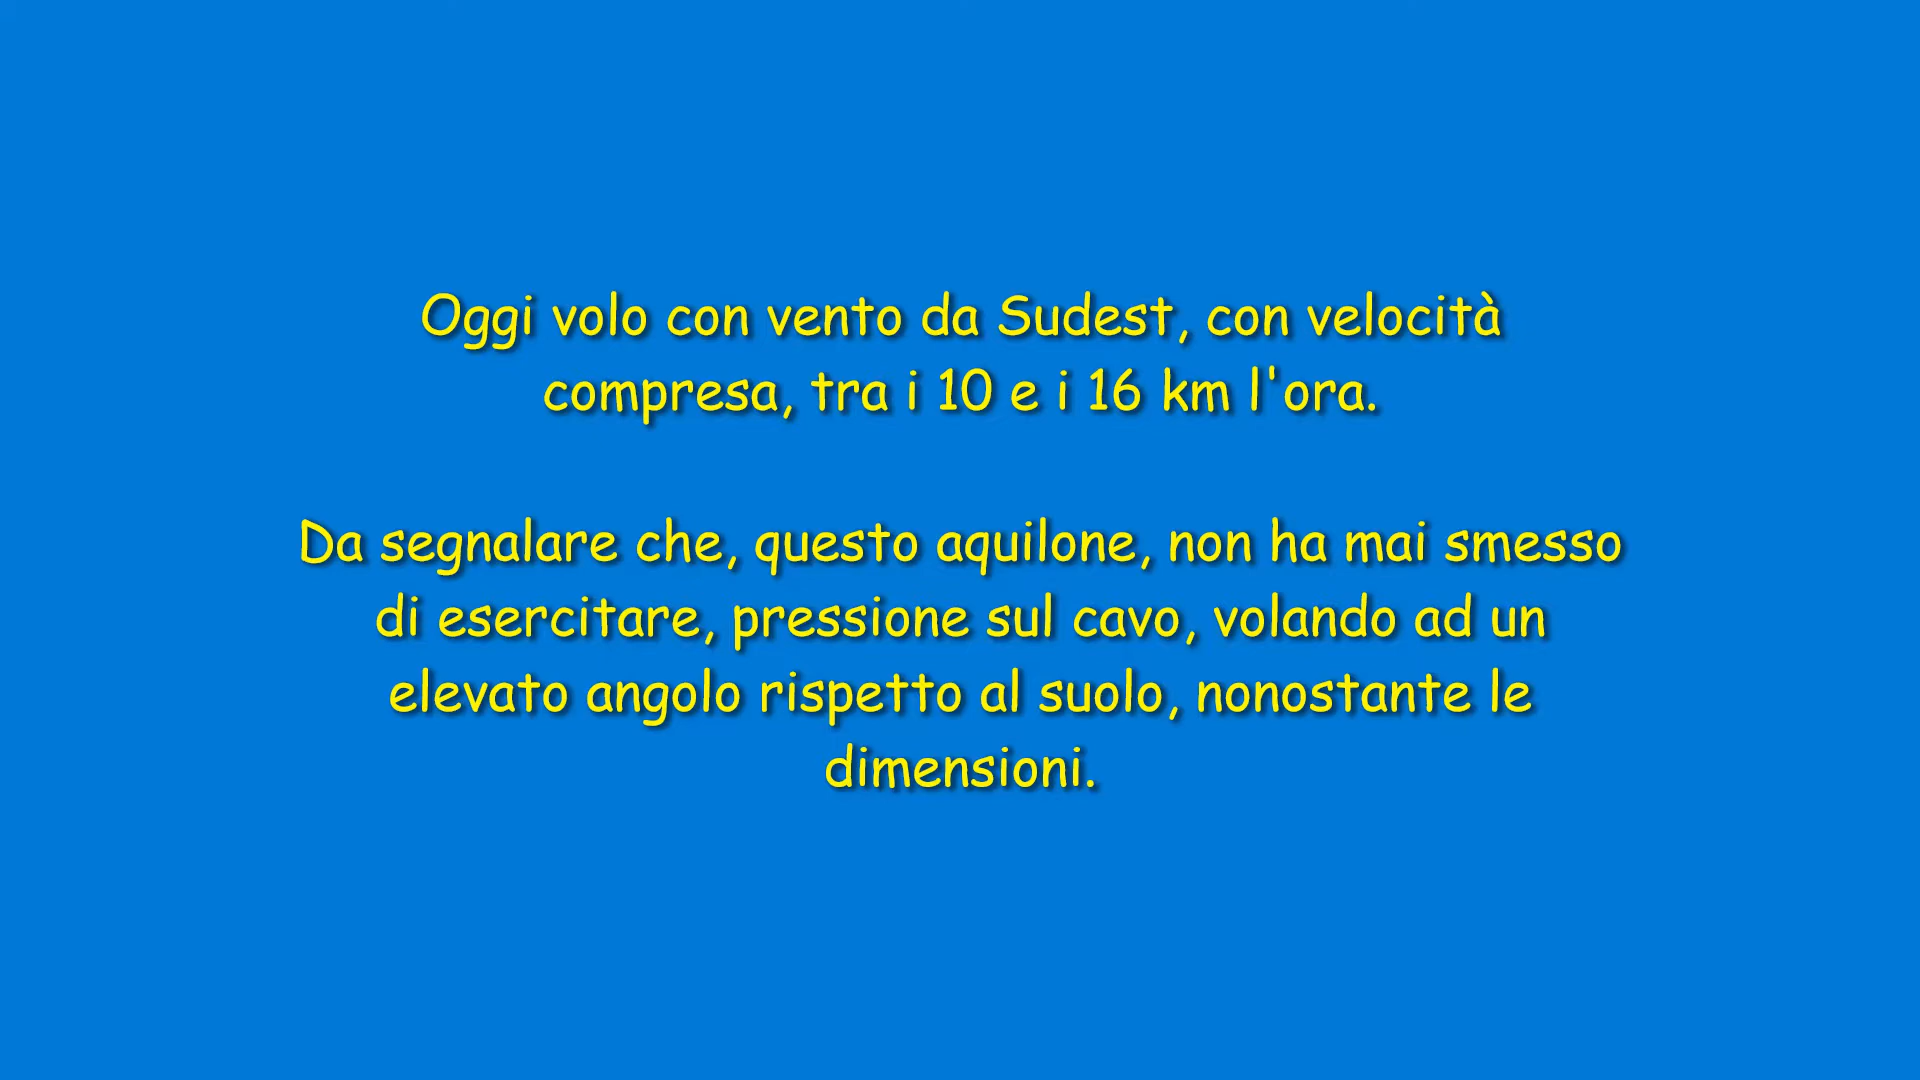 Oggi volo con vento da Sudest, con velocità
compresa, tra i 10 e i 16 km l'ora.
Da segnalare che, questo aquilone, non ha mai smesso
di esercitare, pressione sul cavo, volando ad un
elevato angolo rispetto al suolo, nonostante le
dimensioni.